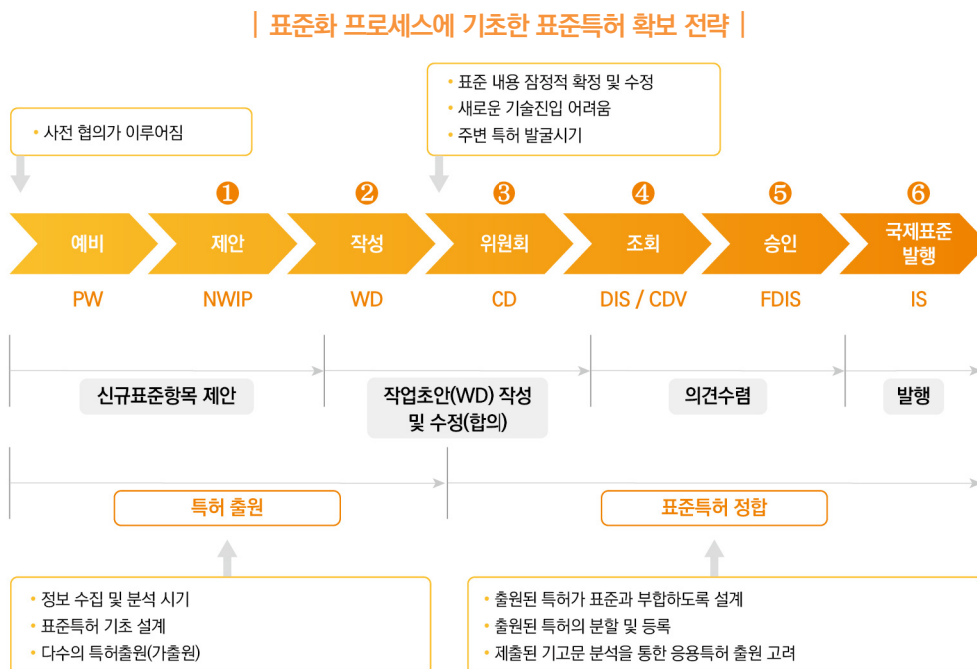 | 표준화 프로세스에 기초한 표준특허 확보 전략 |
• 표준 내용 잠정적 확정 및 수정
• 새로운 기술진입 어려움
• 주변 특허 발굴시기
• 사전 협의가 이루어짐
❶ ❷ ❸ ❹ ❺ ❻
예비 제안 작성 위원회 조회 승인 국제표준
발행
PW NWIP WD CD DIS / CDV FDIS IS
신규표준항목 제안 작업초안(WD) 작성 의견수렴 발행
및 수정(합의)
특허 출원 표준특허 정합
• 정보 수집 및 분석 시기
• 표준특허 기초 설계
• 다수의 특허출원(가출원)
• 출원된 특허가 표준과 부합하도록 설계
• 출원된 특허의 분할 및 등록
• 제출된 기고문 분석을 통한 응용특허 출원 고려